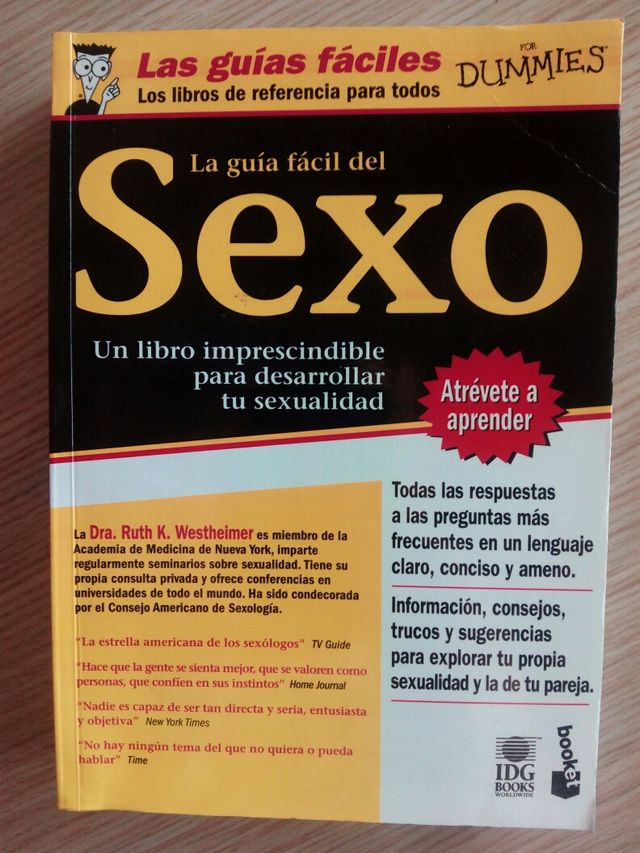 Las guías fáciles
Los libros de referencia para todos
FOR
DUMMIES
La guía fácil del
Sexo
Un libro imprescindible
para desarrollar
tu sexualidad
Atrévete a
aprender
La Dra. Ruth K. Westheimer es miembro de la
Academia de Medicina de Nueva York, imparte
regularmente seminarios sobre sexualidad. Tiene su
propia consulta privada y ofrece conferencias en
universidades de todo el mundo. Ha sido condecorada
por el Consejo Americano de Sexología.
"La estrella americana de los sexólogos" TV Guide
"Hace que la gente se sienta mejor, que se valoren como
personas, que confíen en sus instintos" Home Journal
"Nadie es capaz de ser tan directa y seria, entusiasta
y objetiva" New York Times
"No hay ningún tema del que no quiera o pueda
hablar" Time
Todas las respuestas
a las preguntas más
frecuentes en un lenguaje
claro, conciso y ameno.
Información, consejos,
trucos y sugerencias
para explorar tu propia
sexualidad y la de tu pareja.
IDG
BOOKS
WORLDWIDE
booket